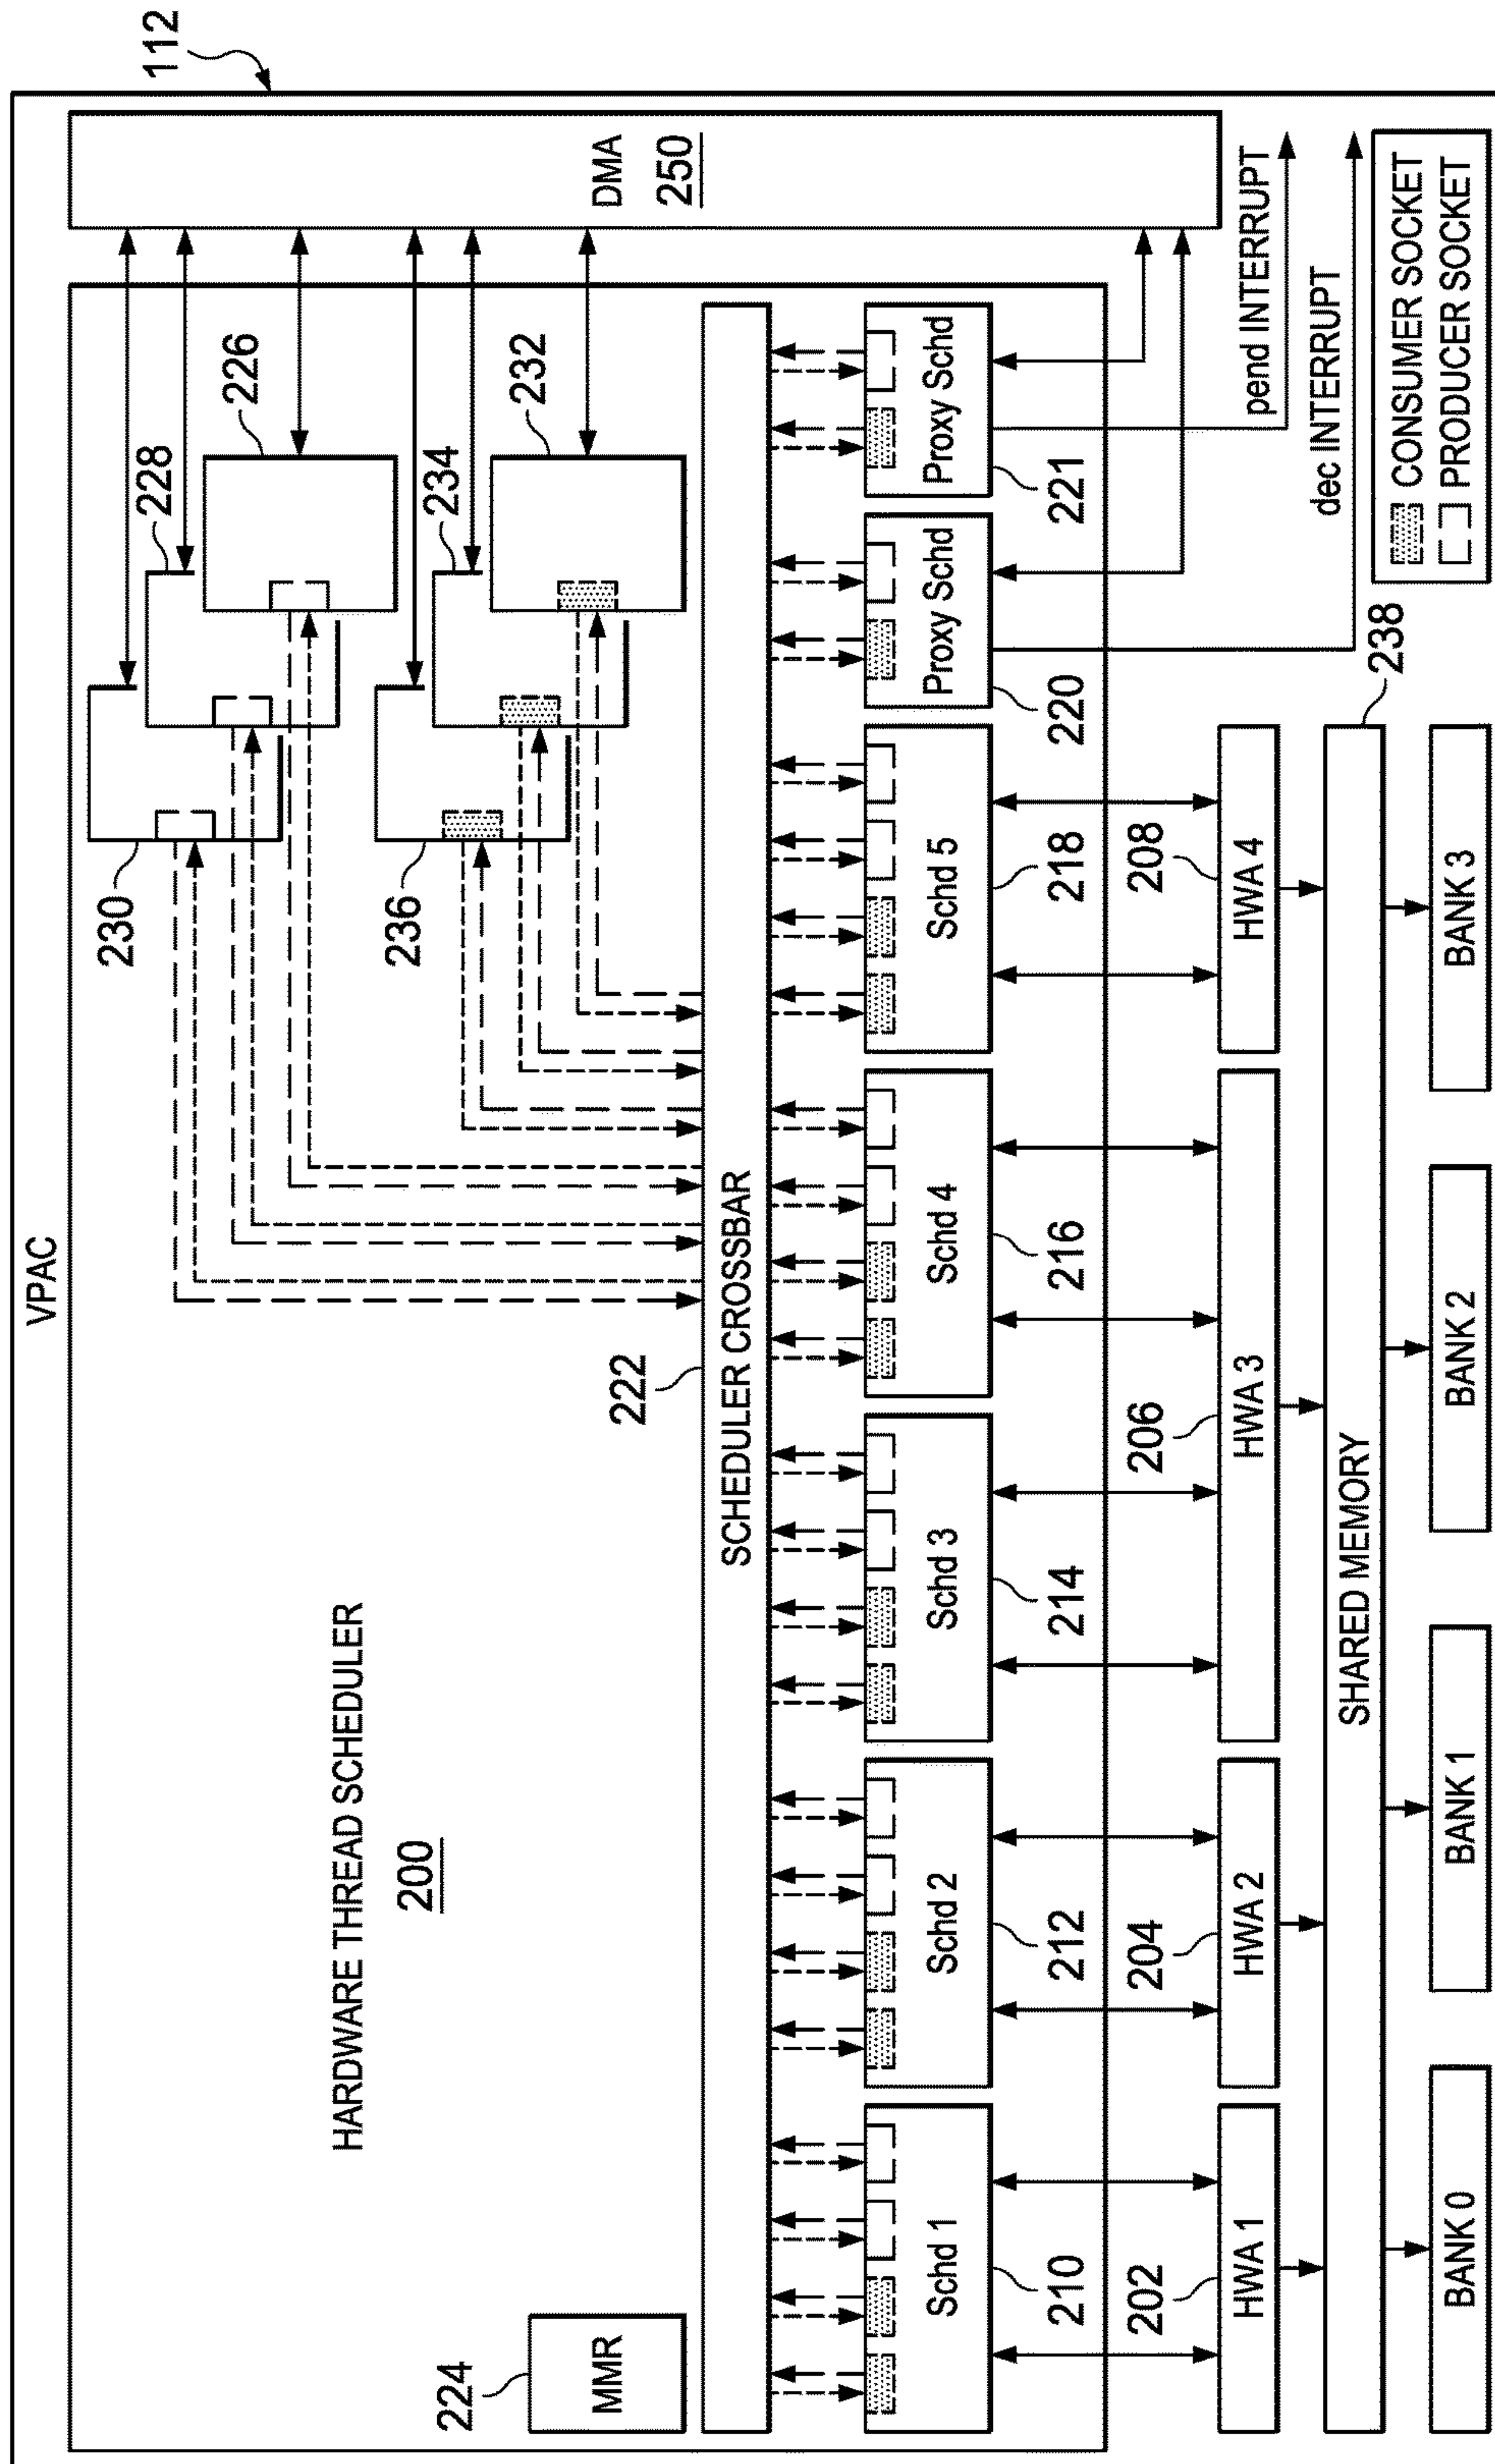 VPAC
112
HARDWARE THREAD SCHEDULER
200
DMA
250
228
226
230
234
232
236
224
MMR
222
SCHEDULER CROSSBAR
Schd 1
Schd 2
Schd 3
Schd 4
Schd 5
Proxy Schd
Proxy Schd
210
212
214
216
218
220
221
pend INTERRUPT
dec INTERRUPT
202
204
206
208
HWA 1
HWA 2
HWA 3
HWA 4
238
SHARED MEMORY
BANK 0
BANK 1
BANK 2
BANK 3
CONSUMER SOCKET
PRODUCER SOCKET